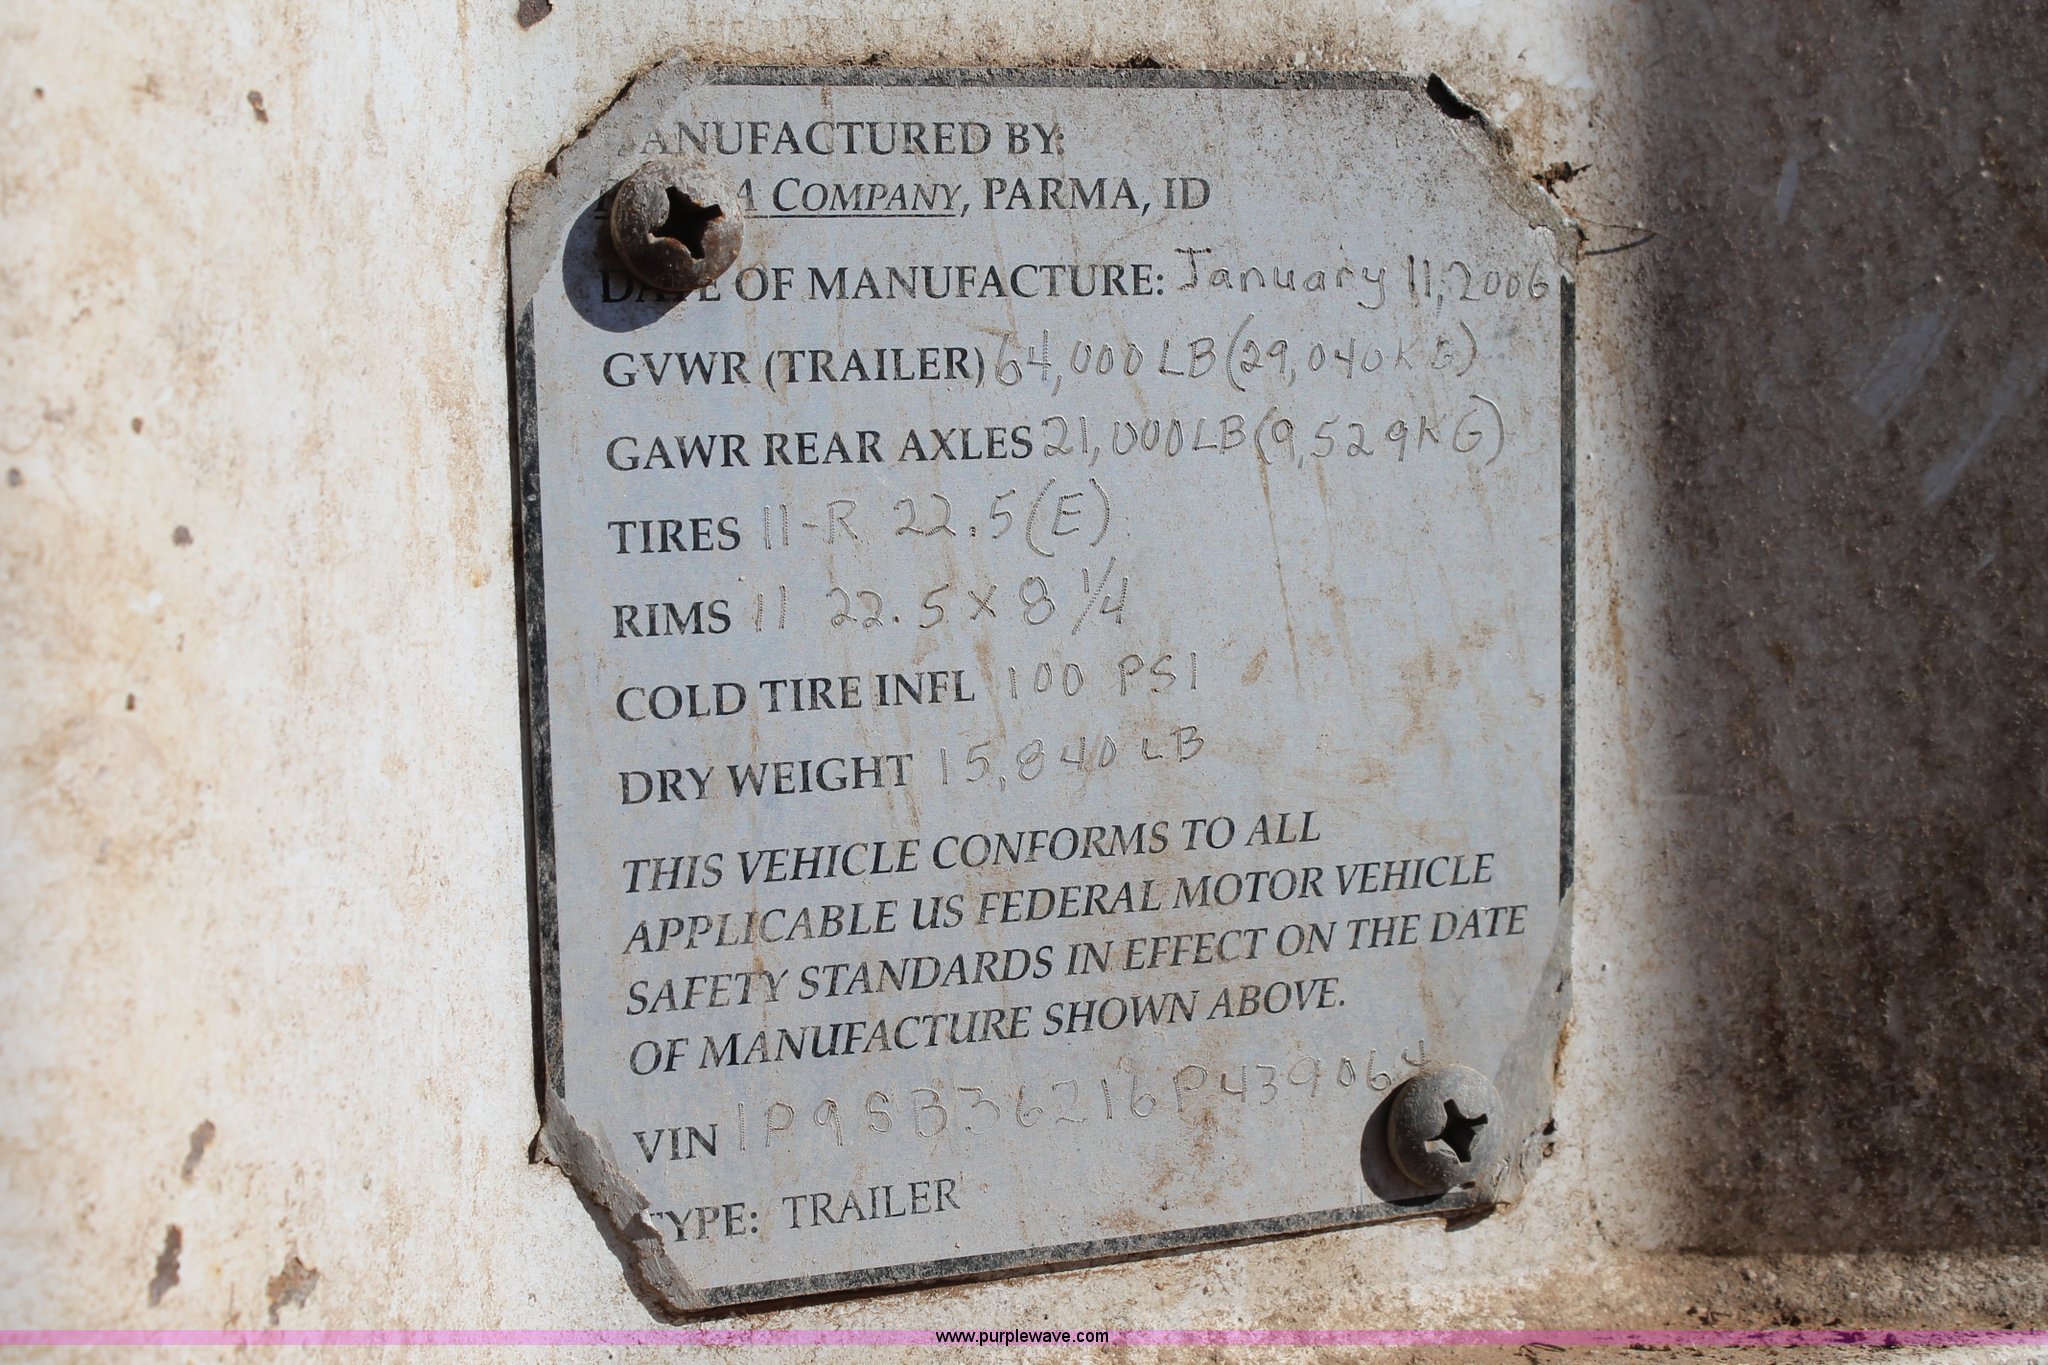 MANUFACTURED BY:
COMPANY, PARMA, ID
DATE OF MANUFACTURE: January 11, 2006
GVWR (TRAILER) 64,000 LB (29,040 KG)
GAWR REAR AXLES 21,000 LB (9,529 KG)
TIRES 11-R 22.5 (E)
RIMS 11 22.5 x 8 1/4
COLD TIRE INFL 100 PSI
DRY WEIGHT 15,840 LB
THIS VEHICLE CONFORMS TO ALL
APPLICABLE US FEDERAL MOTOR VEHICLE
SAFETY STANDARDS IN EFFECT ON THE DATE
OF MANUFACTURE SHOWN ABOVE.
VIN 1P9SB36216P439064
TYPE: TRAILER
www.purplewave.com